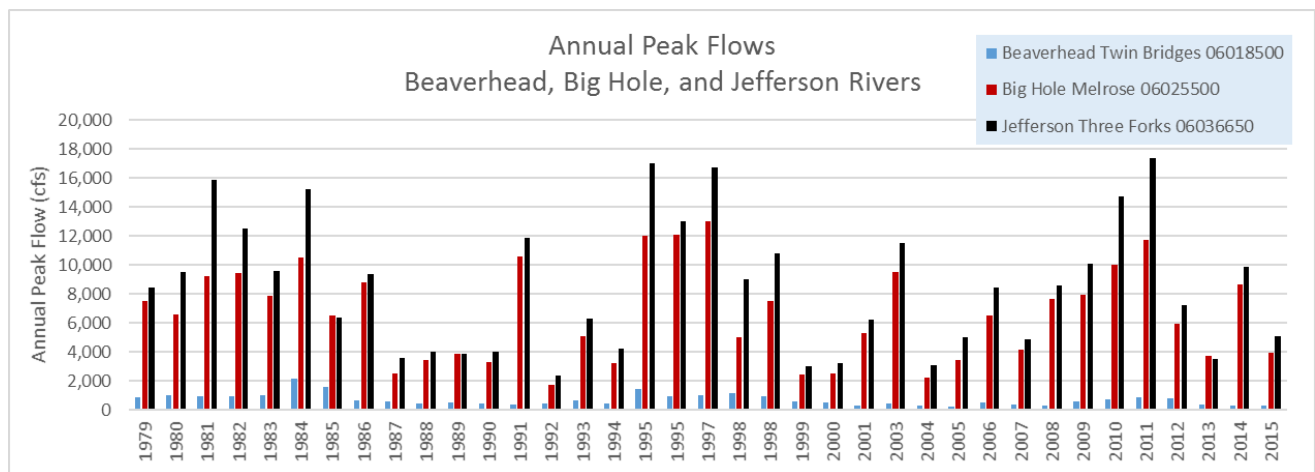 Annual Peak Flows
Beaverhead, Big Hole, and Jefferson Rivers
Beaverhead Twin Bridges 06018500
Big Hole Melrose 06025500
Jefferson Three Forks 06036650
Annual Peak Flow (cfs)
20,000
18,000
16,000
14,000
12,000
10,000
8,000
6,000
4,000
2,000
0
1979 1980 1981 1982 1983 1984 1985 1986 1987 1988 1989 1990 1991 1992 1993 1994 1995 1995 1997 1998 1998 1999 2000 2001 2003 2004 2005 2006 2007 2008 2009 2010 2011 2012 2013 2014 2015